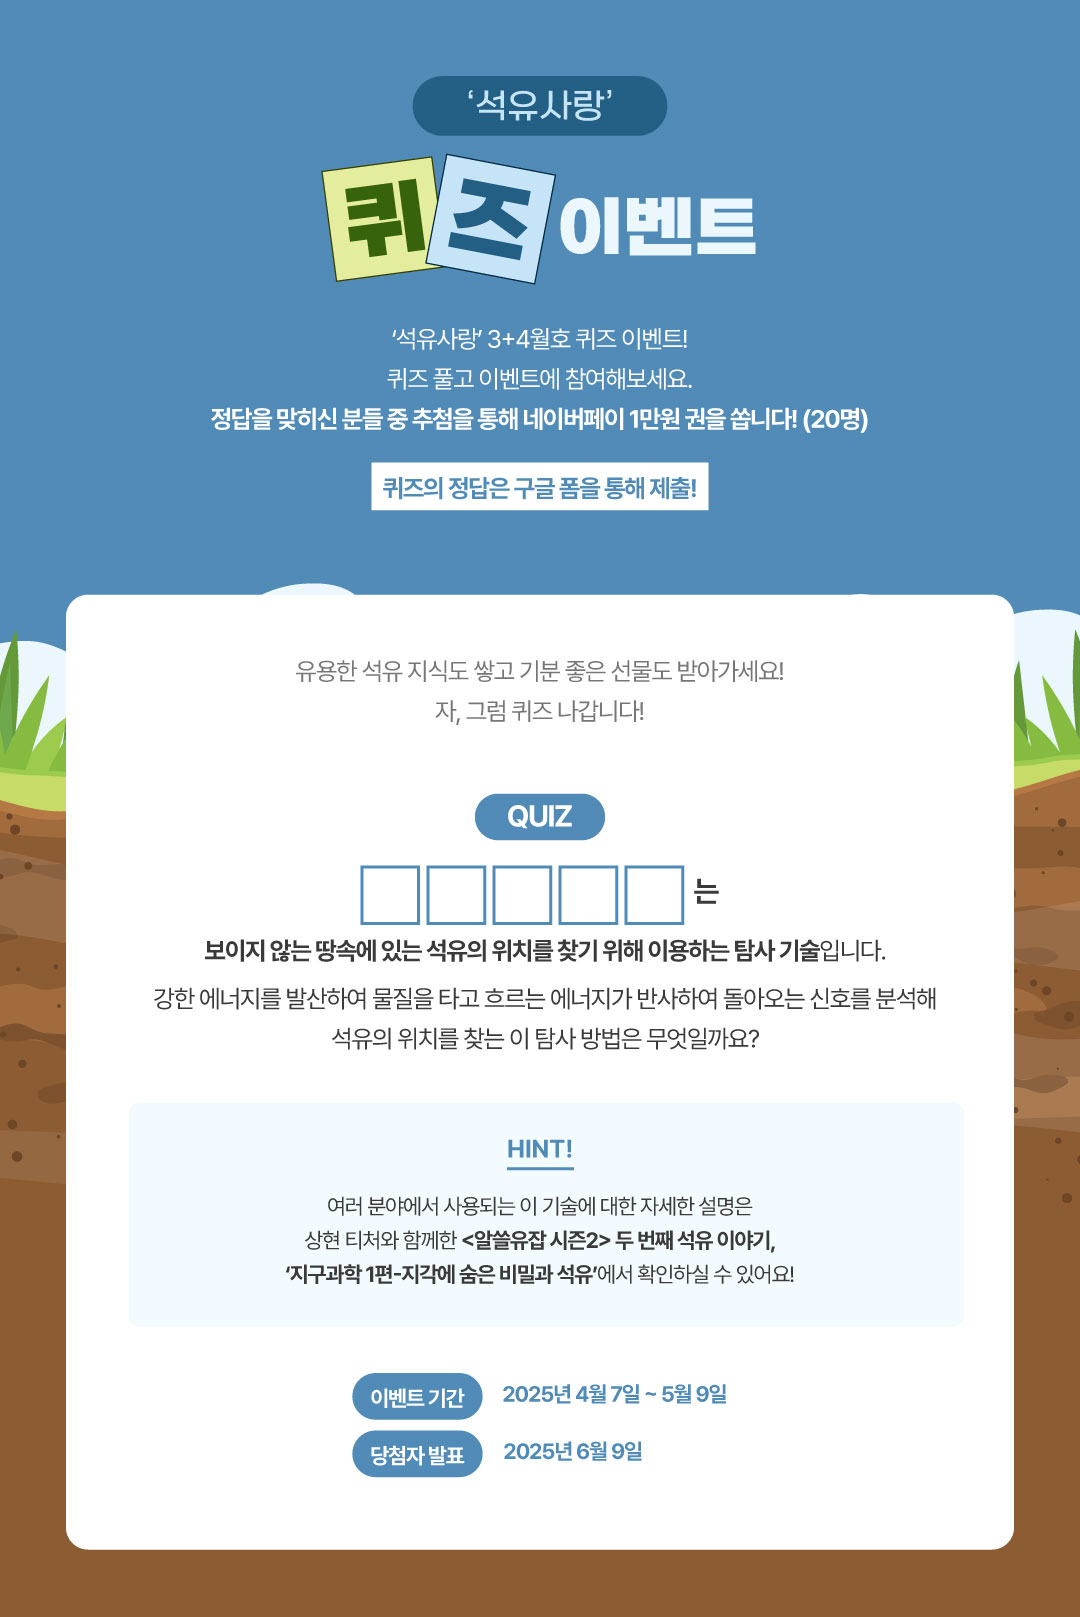 ‘석유사랑’
퀴즈 이벤트
‘석유사랑’ 3+4월호 퀴즈 이벤트!
퀴즈 풀고 이벤트에 참여해보세요.
정답을 맞히신 분들 중 추첨을 통해 네이버페이 1만원 권을 쏩니다! (20명)
퀴즈의 정답은 구글 폼을 통해 제출!
유용한 석유 지식도 쌓고 기분 좋은 선물도 받아가세요!
자, 그럼 퀴즈 나갑니다!
QUIZ
는
보이지 않는 땅속에 있는 석유의 위치를 찾기 위해 이용하는 탐사 기술입니다.
강한 에너지를 발산하여 물질을 타고 흐르는 에너지가 반사하여 돌아오는 신호를 분석해
석유의 위치를 찾는 이 탐사 방법은 무엇일까요?
HINT!
여러 분야에서 사용되는 이 기술에 대한 자세한 설명은
상현 티처와 함께한 <알쓸유잡 시즌2> 두 번째 석유 이야기,
‘지구과학 1편-지각에 숨은 비밀과 석유’에서 확인하실 수 있어요!
이벤트 기간 2025년 4월 7일 ~ 5월 9일
당첨자 발표 2025년 6월 9일